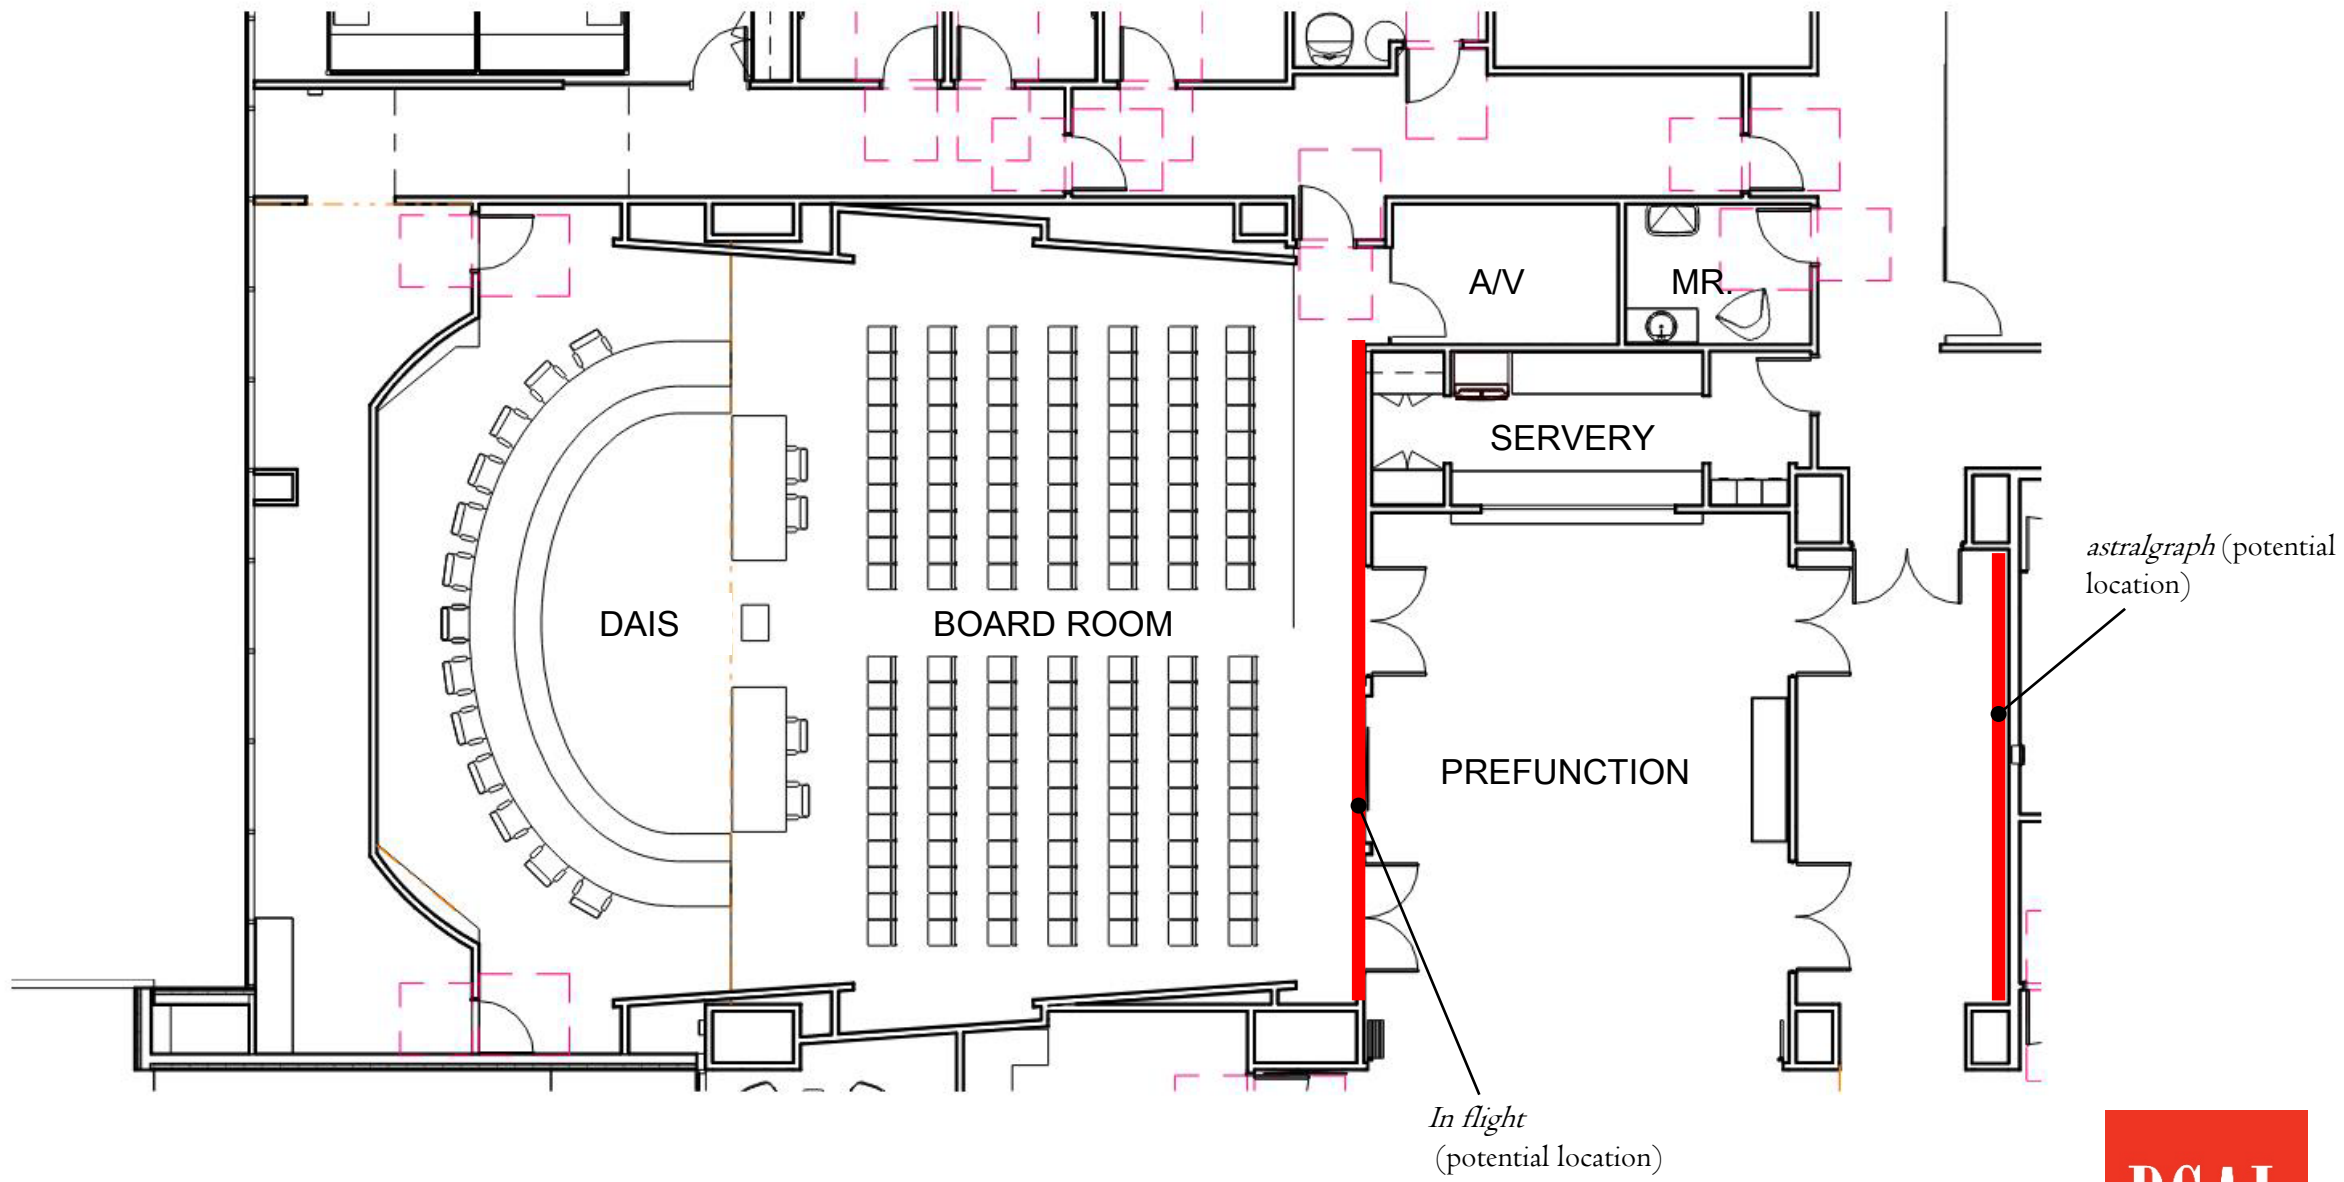 A/V
MR.
SERVERY
astralgraph (potential
location)
DAIS
BOARD ROOM
PREFUNCTION
In flight
(potential location)